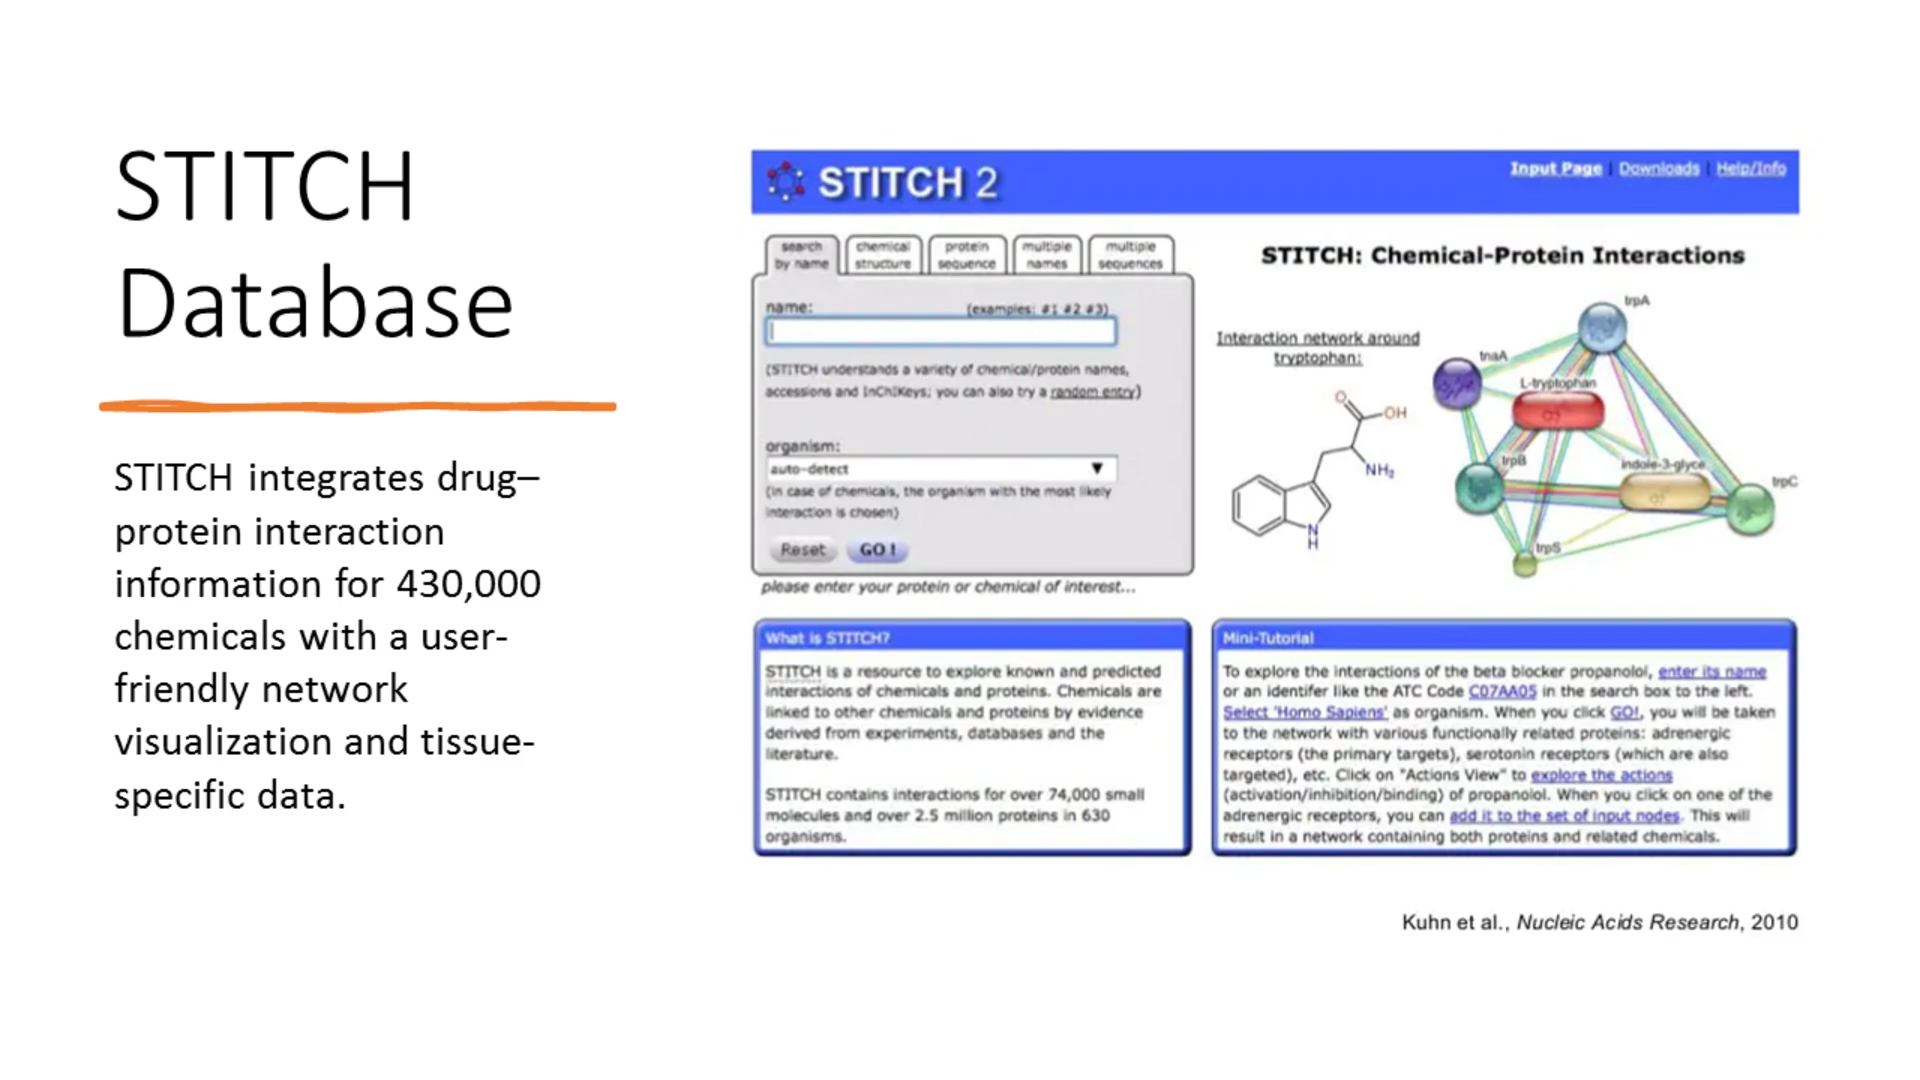 STITCH
Database
STITCH integrates drug–
protein interaction
information for 430,000
chemicals with a user-
friendly network
visualization and tissue-
specific data.
STITCH 2
Input Page | Downloads | Help/Info
search
by name
chemical
structure
protein
sequence
multiple
names
multiple
sequences
name:
(examples: #1 #2 #3)
(STITCH understands a variety of chemical/protein names,
accessions and InChIKeys; you can also try a random entry)
organism:
auto-detect
(in case of chemicals, the organism with the most likely
interaction is chosen)
Reset
GO !
please enter your protein or chemical of interest...
STITCH: Chemical-Protein Interactions
Interaction network around
tryptophan:
O
OH
NH2
N
H
trpA
tnaA
L-tryptophan
trpB
indole-3-glyce.
trpC
trpS
What is STITCH?
STITCH is a resource to explore known and predicted
interactions of chemicals and proteins. Chemicals are
linked to other chemicals and proteins by evidence
derived from experiments, databases and the
literature.
STITCH contains interactions for over 74,000 small
molecules and over 2.5 million proteins in 630
organisms.
Mini-Tutorial
To explore the interactions of the beta blocker propanolol, enter its name
or an identifer like the ATC Code C07AA05 in the search box to the left.
Select 'Homo Sapiens' as organism. When you click GO!, you will be taken
to the network with various functionally related proteins: adrenergic
receptors (the primary targets), serotonin receptors (which are also
targeted), etc. Click on "Actions View" to explore the actions
(activation/inhibition/binding) of propanolol. When you click on one of the
adrenergic receptors, you can add it to the set of input nodes. This will
result in a network containing both proteins and related chemicals.
Kuhn et al., Nucleic Acids Research, 2010